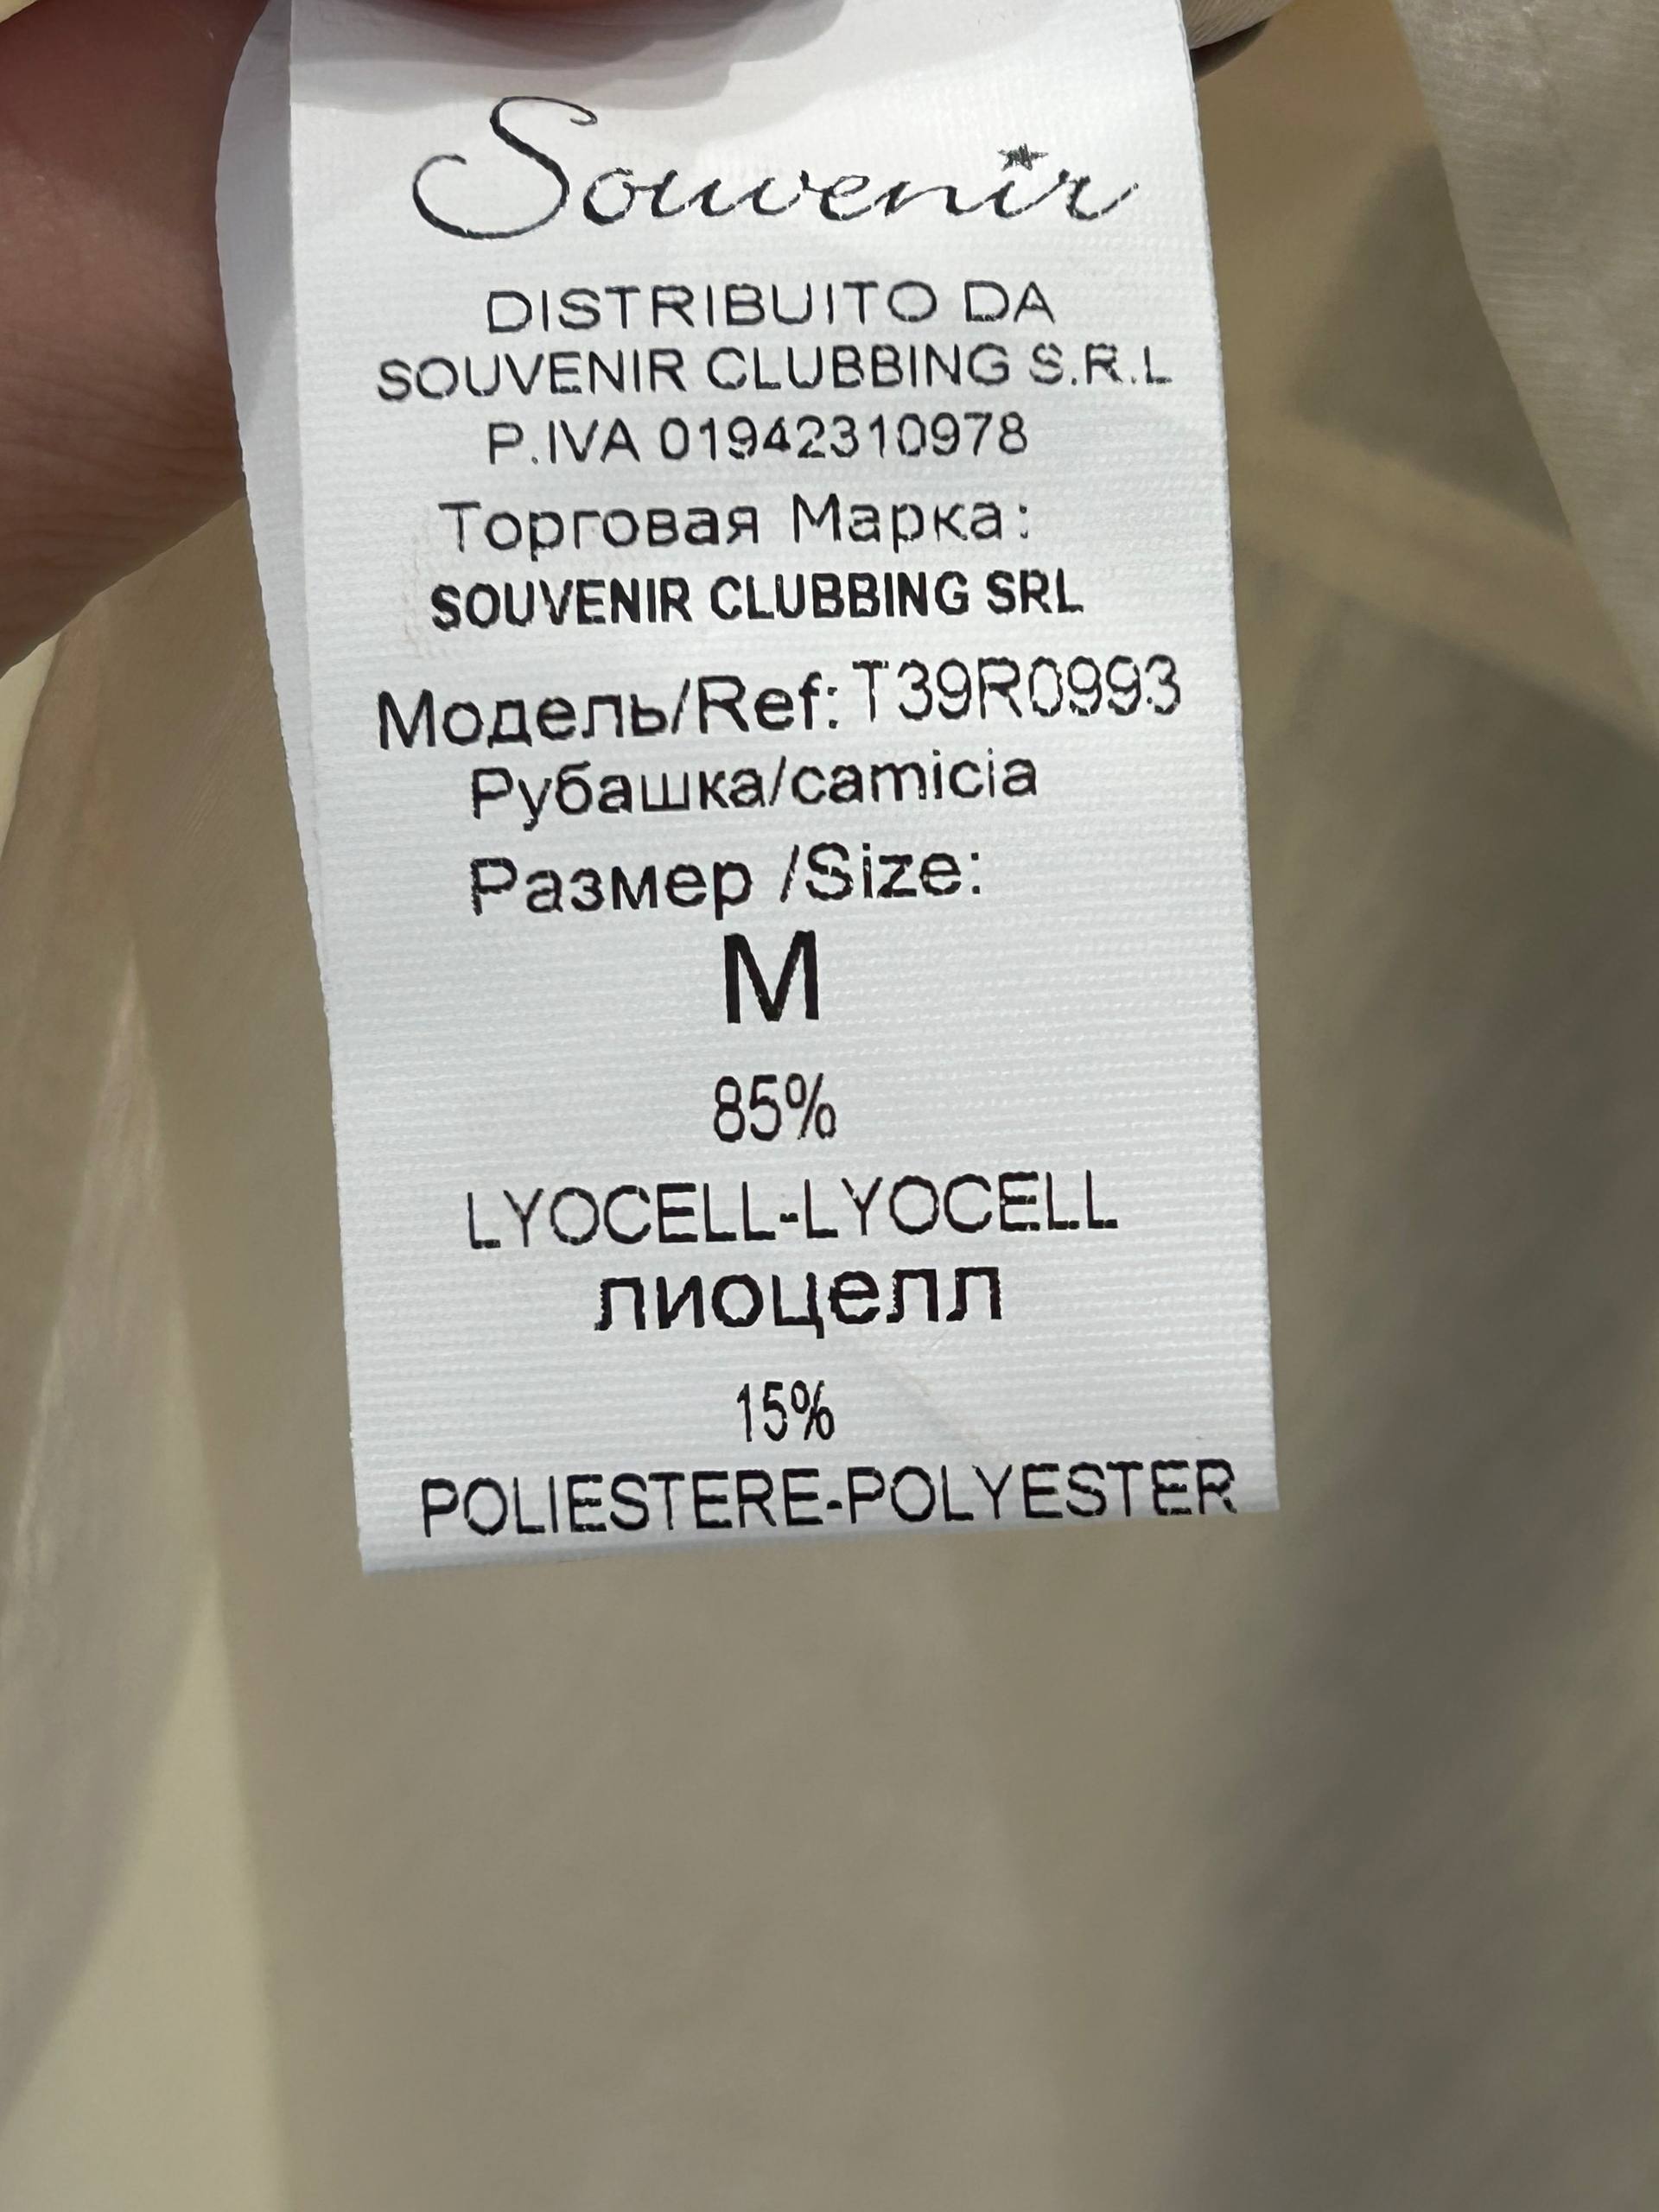 Souvenir
DISTRIBUITO DA
SOUVENIR CLUBBING S.R.L
P.IVA 01942310978
Торговая Марка:
SOUVENIR CLUBBING SRL
Модель/Ref: T39R0993
Рубашка/camicia
Размер /Size:
M
85%
LYOCELL-LYOCELL
лиоцелл
15%
POLIESTERE-POLYESTER